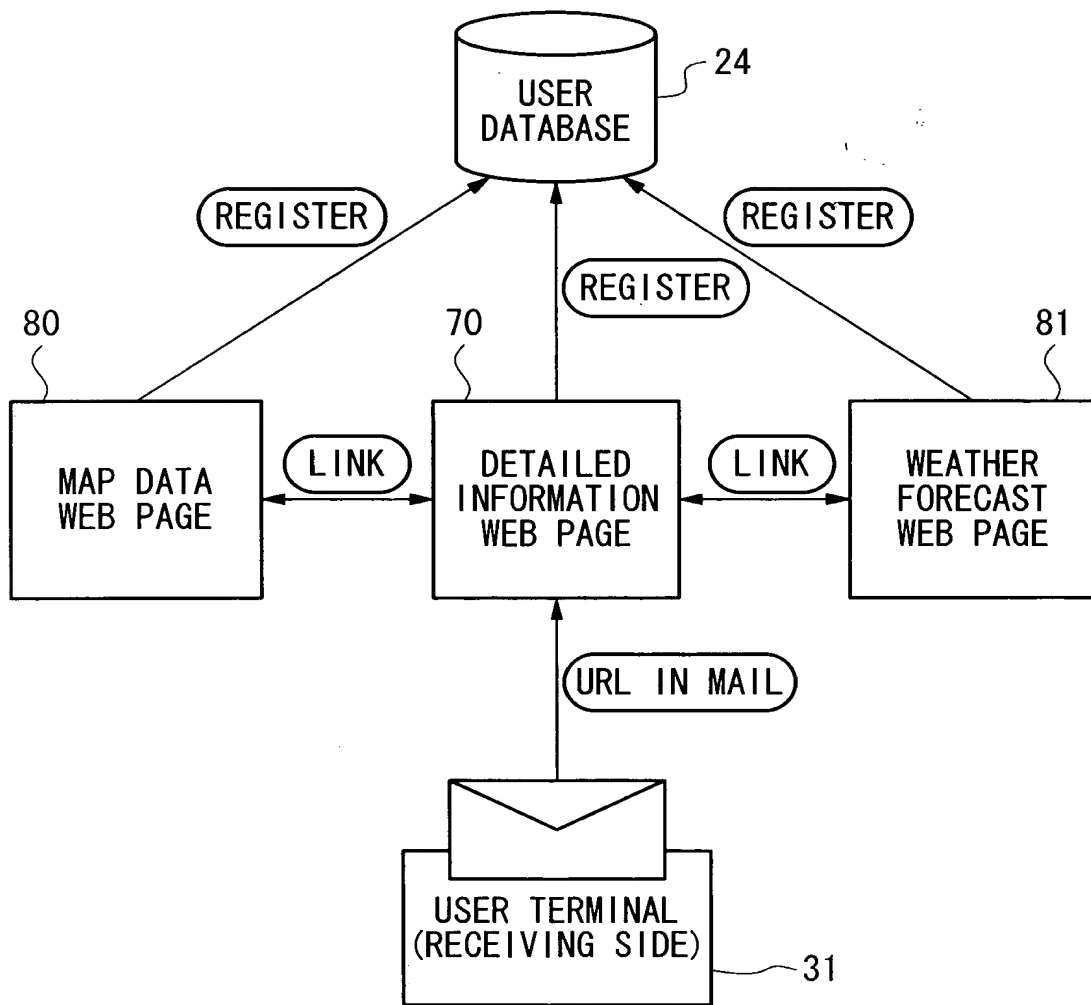 24
USER
DATABASE
REGISTER
REGISTER
REGISTER
80
70
81
MAP DATA
WEB PAGE
LINK
DETAILED
INFORMATION
WEB PAGE
LINK
WEATHER
FORECAST
WEB PAGE
URL IN MAIL
USER TERMINAL
(RECEIVING SIDE)
31